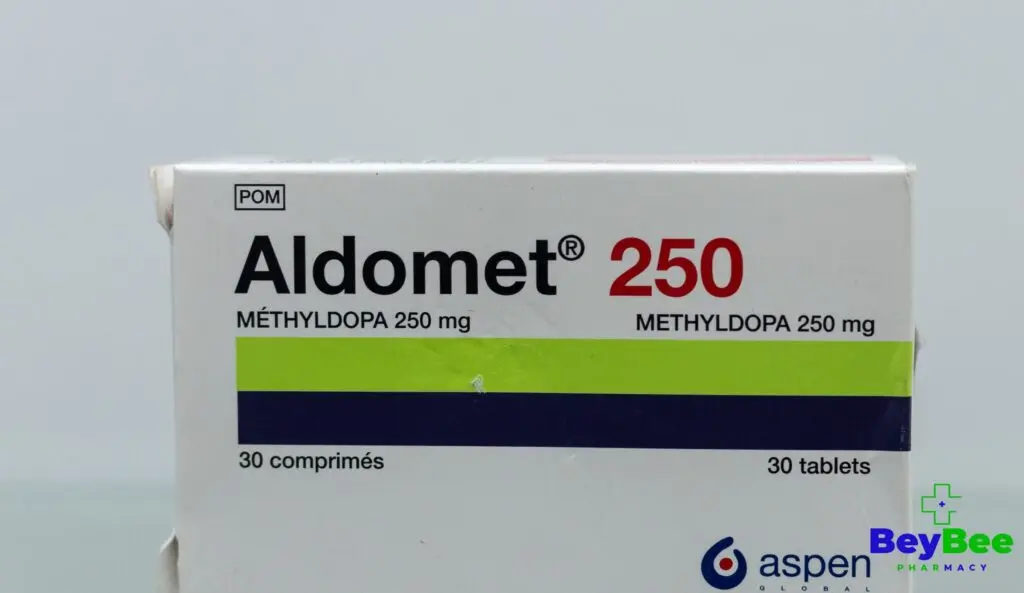 POM
Aldomet® 250
MÉTHYLDOPA 250 mg
METHYLDOPA 250 mg
30 comprimés
30 tablets
aspen
GLOBAL
BeyBee
PHARMACY